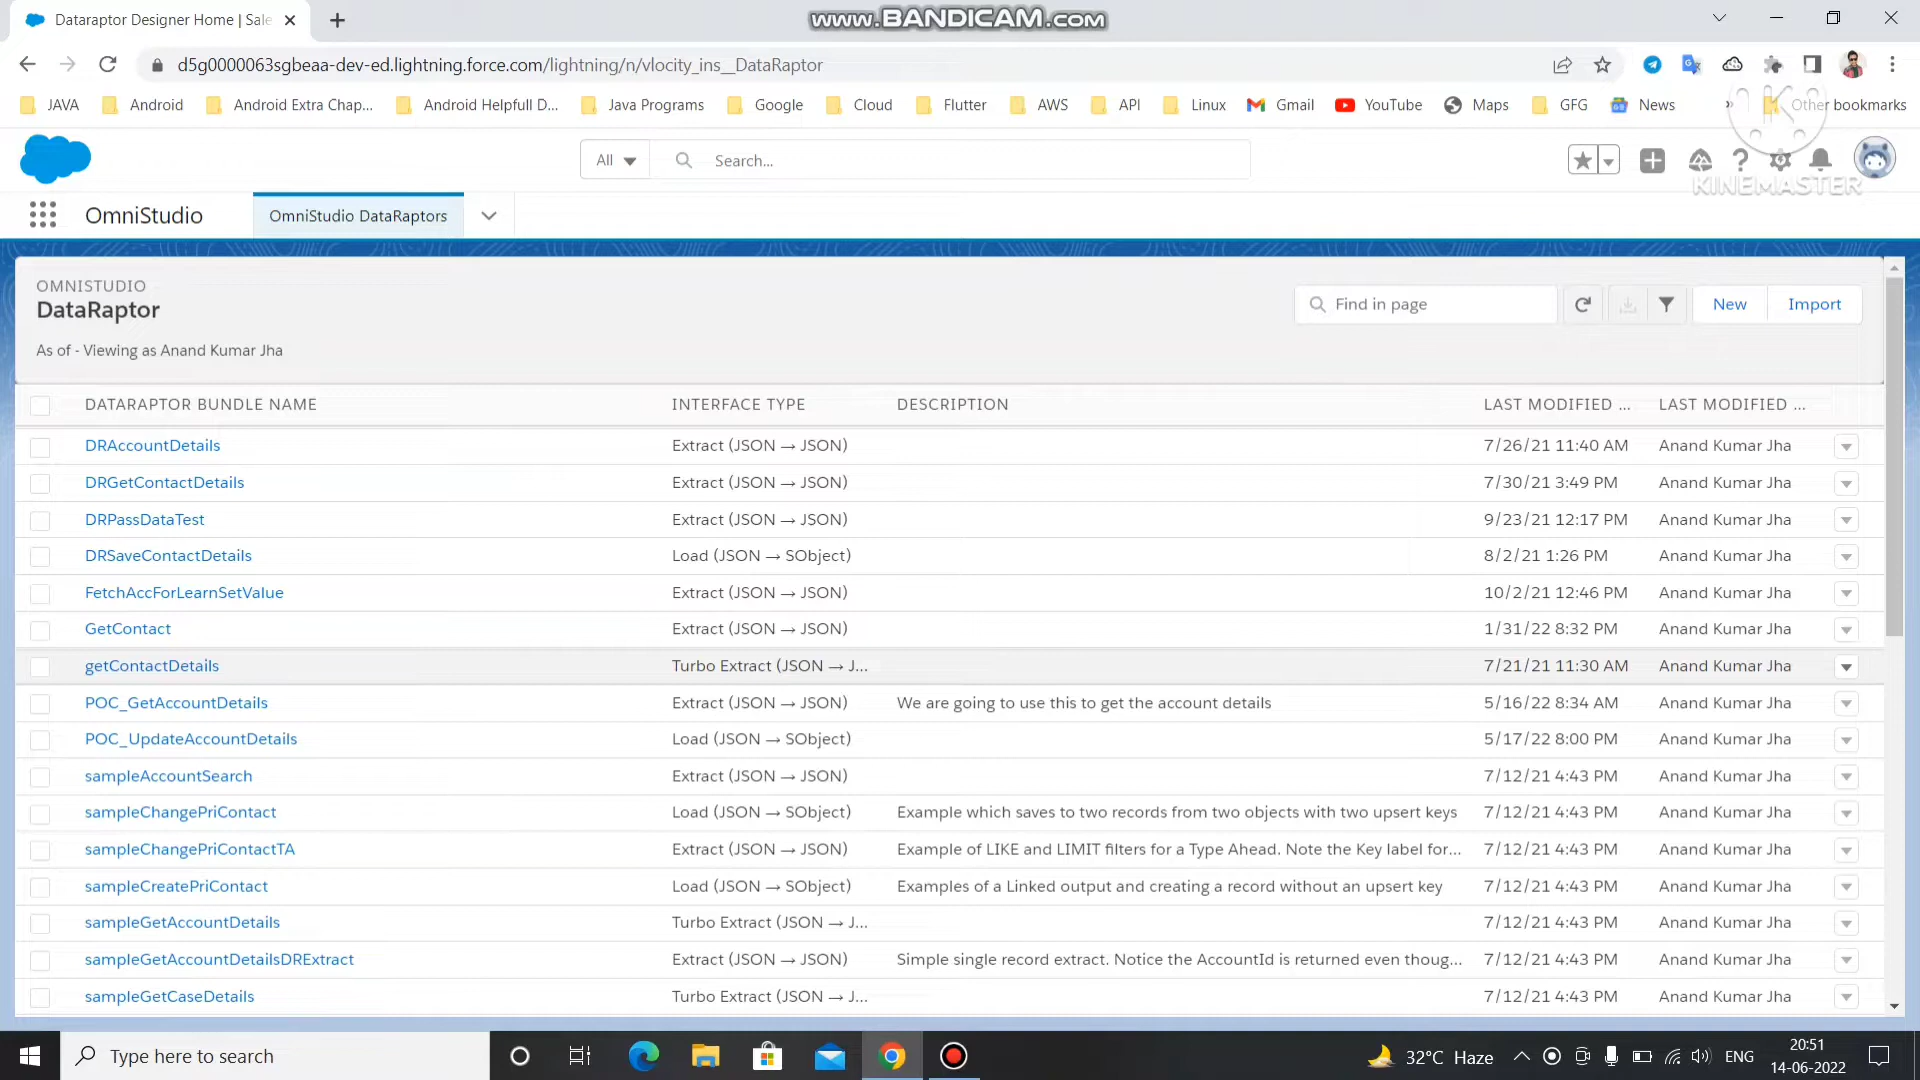 Dataraptor Designer Home | Sale
www.BANDICAM.com
d5g0000063sgbeaa-dev-ed.lightning.force.com/lightning/n/vlocity_ins__DataRaptor
JAVA Android Android Extra Chap... Android Helpfull D... Java Programs Google Cloud Flutter AWS API Linux Gmail YouTube Maps GFG News » Other bookmarks
All Search...
KINEMASTER
OmniStudio OmniStudio DataRaptors
OMNISTUDIO
DataRaptor
Find in page New Import
As of - Viewing as Anand Kumar Jha
DATARAPTOR BUNDLE NAME INTERFACE TYPE DESCRIPTION LAST MODIFIED ... LAST MODIFIED ...
DRAccountDetails Extract (JSON → JSON) 7/26/21 11:40 AM Anand Kumar Jha
DRGetContactDetails Extract (JSON → JSON) 7/30/21 3:49 PM Anand Kumar Jha
DRPassDataTest Extract (JSON → JSON) 9/23/21 12:17 PM Anand Kumar Jha
DRSaveContactDetails Load (JSON → SObject) 8/2/21 1:26 PM Anand Kumar Jha
FetchAccForLearnSetValue Extract (JSON → JSON) 10/2/21 12:46 PM Anand Kumar Jha
GetContact Extract (JSON → JSON) 1/31/22 8:32 PM Anand Kumar Jha
getContactDetails Turbo Extract (JSON → J... 7/21/21 11:30 AM Anand Kumar Jha
POC_GetAccountDetails Extract (JSON → JSON) We are going to use this to get the account details 5/16/22 8:34 AM Anand Kumar Jha
POC_UpdateAccountDetails Load (JSON → SObject) 5/17/22 8:00 PM Anand Kumar Jha
sampleAccountSearch Extract (JSON → JSON) 7/12/21 4:43 PM Anand Kumar Jha
sampleChangePriContact Load (JSON → SObject) Example which saves to two records from two objects with two upsert keys 7/12/21 4:43 PM Anand Kumar Jha
sampleChangePriContactTA Extract (JSON → JSON) Example of LIKE and LIMIT filters for a Type Ahead. Note the Key label for... 7/12/21 4:43 PM Anand Kumar Jha
sampleCreatePriContact Load (JSON → SObject) Examples of a Linked output and creating a record without an upsert key 7/12/21 4:43 PM Anand Kumar Jha
sampleGetAccountDetails Turbo Extract (JSON → J... 7/12/21 4:43 PM Anand Kumar Jha
sampleGetAccountDetailsDRExtract Extract (JSON → JSON) Simple single record extract. Notice the AccountId is returned even thoug... 7/12/21 4:43 PM Anand Kumar Jha
sampleGetCaseDetails Turbo Extract (JSON → J... 7/12/21 4:43 PM Anand Kumar Jha
Type here to search 32°C Haze ENG 20:51
14-06-2022